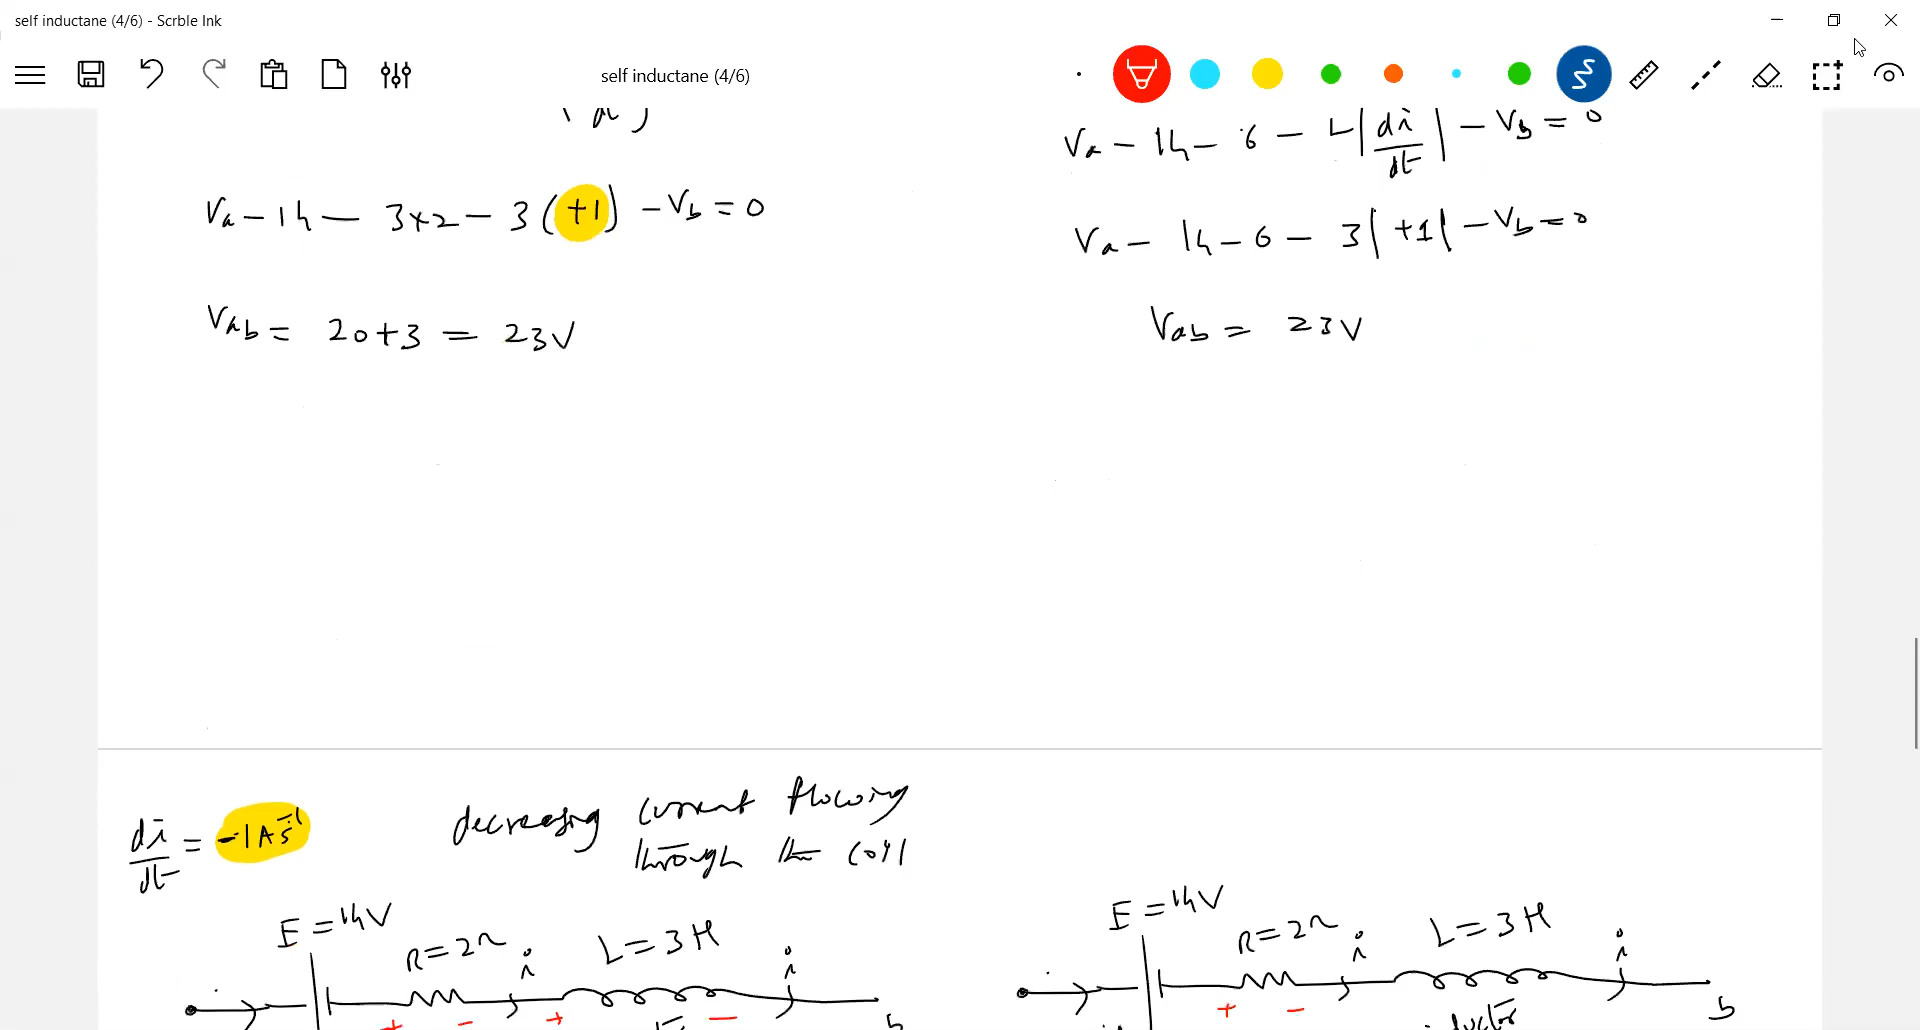 self inductane (4/6) - Scrble Ink
self inductane (4/6)
Va - 14 - 6 - L|di/dt| - Vb = 0
Va - 14 - 3×2 - 3(+1) - Vb = 0
Va - 14 - 6 - 3|+1| - Vb = 0
Vab = 20+3 = 23V
Vab = 23V
di/dt = -1 A s⁻¹
decreasing current flowing
through the coil
E = 14V
R = 2Ω
i
L = 3H
i
b
+ - + -
E = 14V
R = 2Ω
i
L = 3H
i
b
+ -
inductor